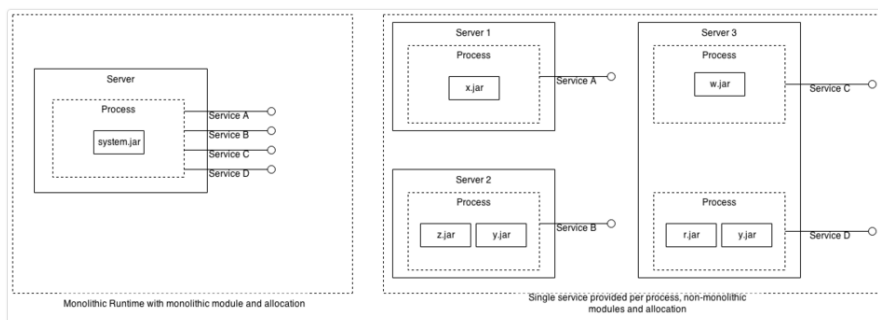 Server
Process
system.jar
Service A
Service B
Service C
Service D
Monolithic Runtime with monolithic module and allocation
Server 1
Process
x.jar
Service A
Server 2
Process
z.jar
y.jar
Service B
Server 3
Process
w.jar
Service C
Process
r.jar
y.jar
Service D
Single service provided per process, non-monolithic
modules and allocation